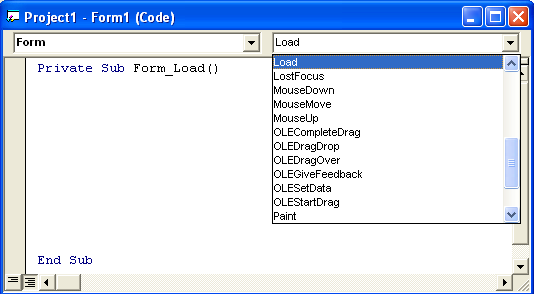 Project1 - Form1 (Code)
Form
Load
Private Sub Form_Load()
Load
LostFocus
MouseDown
MouseMove
MouseUp
OLECompleteDrag
OLEDragDrop
OLEDragOver
OLEGiveFeedback
OLESetData
OLEStartDrag
Paint
End Sub